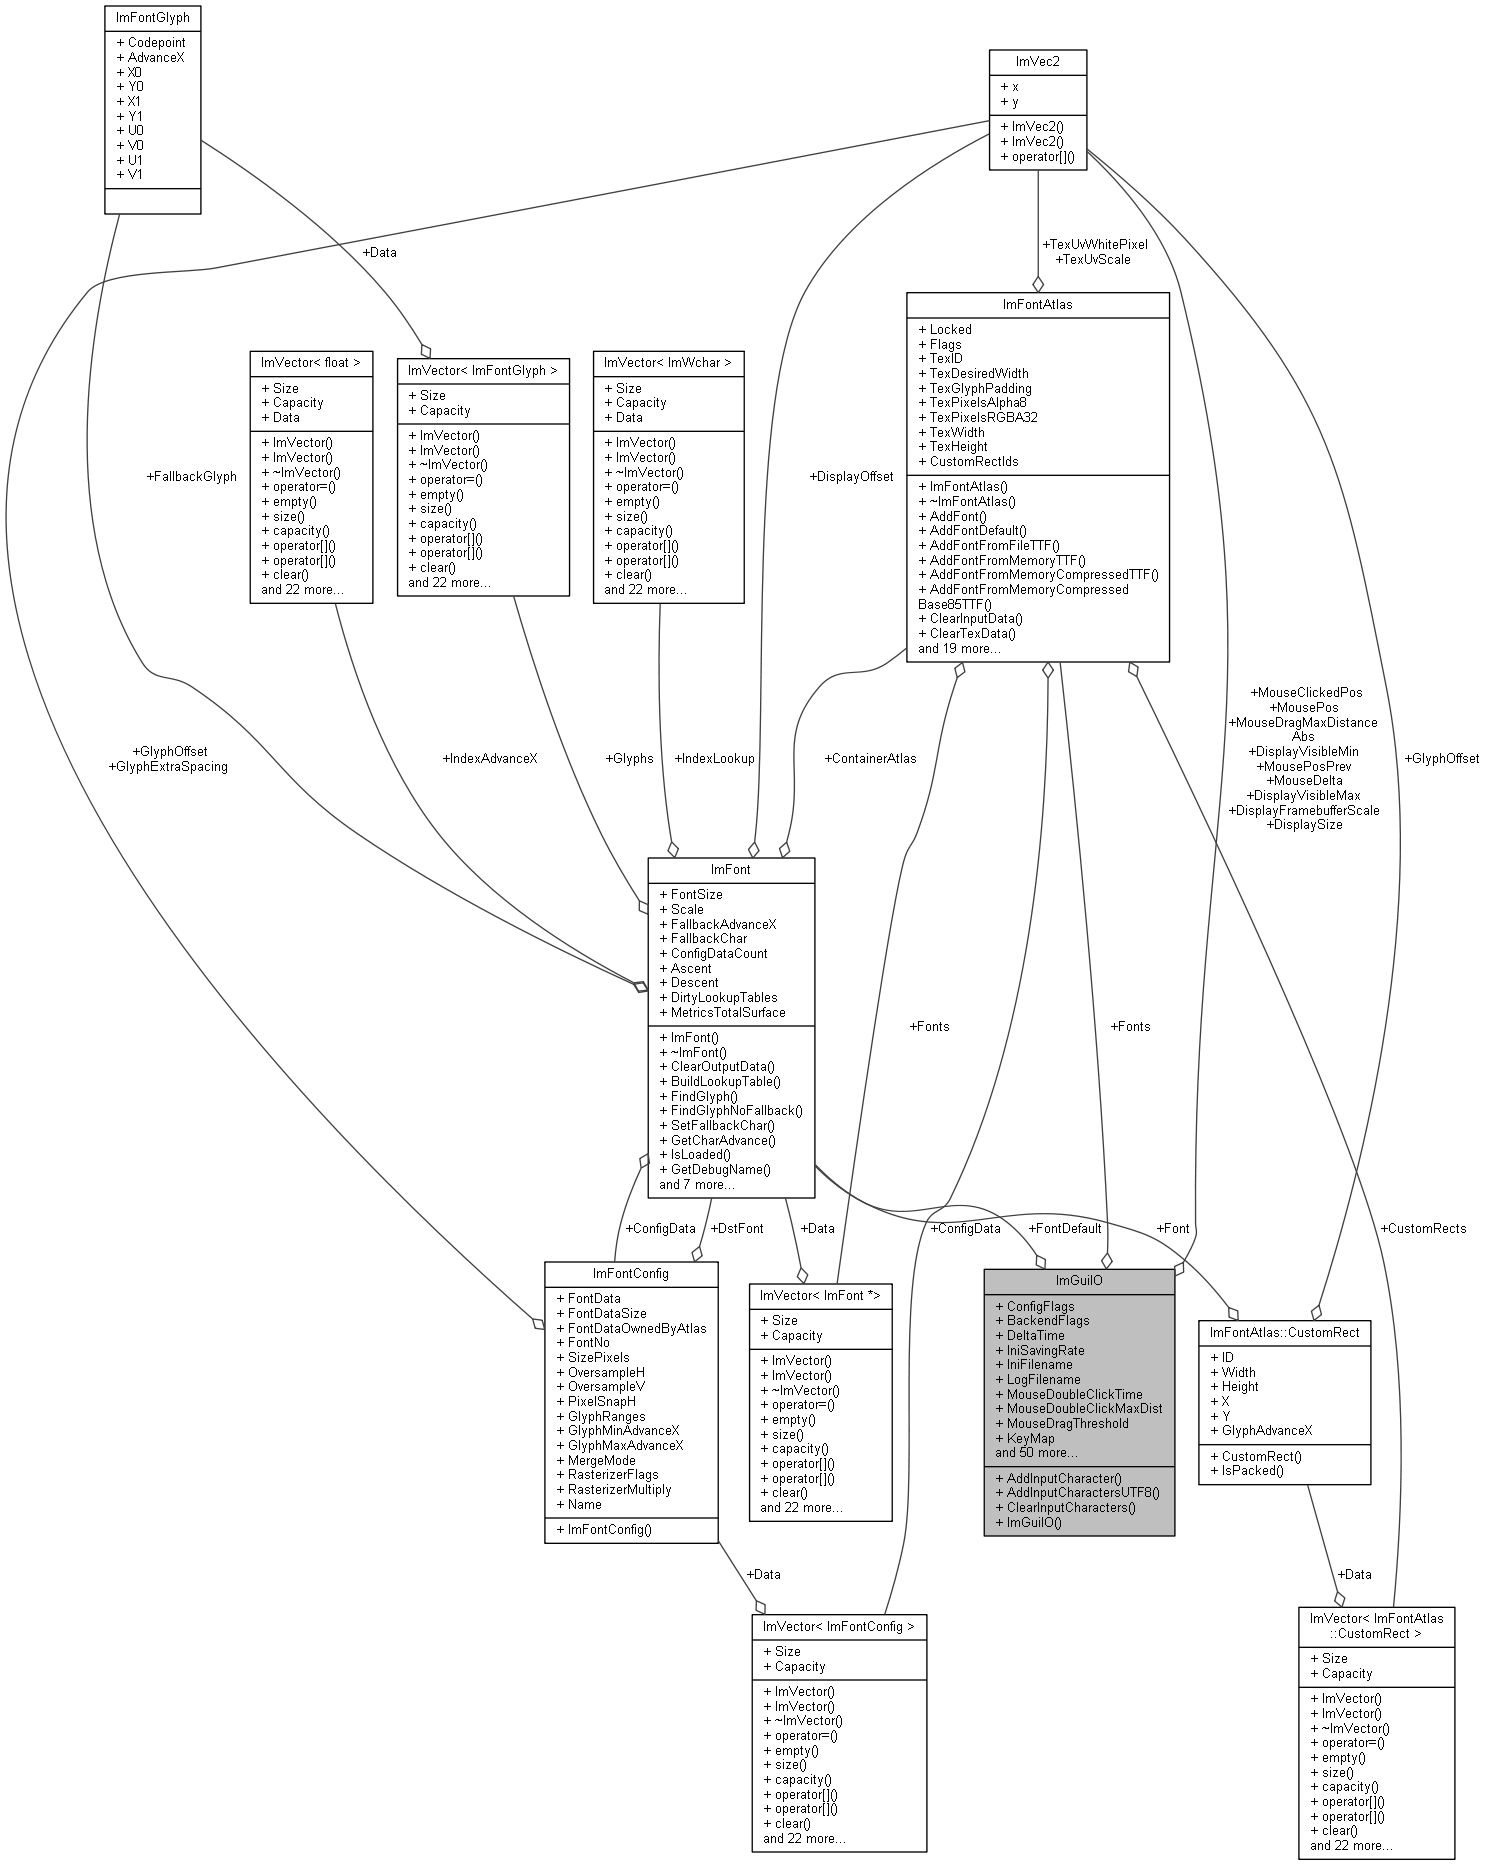 ImFontGlyph
+ Codepoint
+ AdvanceX
+ X0
+ Y0
+ X1
+ Y1
+ U0
+ V0
+ U1
+ V1
ImVec2
+ x
+ y
+ ImVec2()
+ ImVec2()
+ operator[]()
+Data
+TexUvWhitePixel
+TexUvScale
ImVector< float >
+ Size
+ Capacity
+ Data
+ ImVector()
+ ImVector()
+ ~ImVector()
+ operator=()
+ empty()
+ size()
+ capacity()
+ operator[]()
+ operator[]()
+ clear()
and 22 more...
ImVector< ImFontGlyph >
+ Size
+ Capacity
+ ImVector()
+ ImVector()
+ ~ImVector()
+ operator=()
+ empty()
+ size()
+ capacity()
+ operator[]()
+ operator[]()
+ clear()
and 22 more...
ImVector< ImWchar >
+ Size
+ Capacity
+ Data
+ ImVector()
+ ImVector()
+ ~ImVector()
+ operator=()
+ empty()
+ size()
+ capacity()
+ operator[]()
+ operator[]()
+ clear()
and 22 more...
ImFontAtlas
+ Locked
+ Flags
+ TexID
+ TexDesiredWidth
+ TexGlyphPadding
+ TexPixelsAlpha8
+ TexPixelsRGBA32
+ TexWidth
+ TexHeight
+ CustomRectIds
+ ImFontAtlas()
+ ~ImFontAtlas()
+ AddFont()
+ AddFontDefault()
+ AddFontFromFileTTF()
+ AddFontFromMemoryTTF()
+ AddFontFromMemoryCompressedTTF()
+ AddFontFromMemoryCompressed
Base85TTF()
+ ClearInputData()
+ ClearTexData()
and 19 more...
+FallbackGlyph
+DisplayOffset
+GlyphOffset
+GlyphExtraSpacing
+IndexAdvanceX
+Glyphs
+IndexLookup
+ContainerAtlas
+MouseClickedPos
+MousePos
+MouseDragMaxDistance
Abs
+DisplayVisibleMin
+MousePosPrev
+MouseDelta
+DisplayVisibleMax
+DisplayFramebufferScale
+DisplaySize
+GlyphOffset
ImFont
+ FontSize
+ Scale
+ FallbackAdvanceX
+ FallbackChar
+ ConfigDataCount
+ Ascent
+ Descent
+ DirtyLookupTables
+ MetricsTotalSurface
+ ImFont()
+ ~ImFont()
+ ClearOutputData()
+ BuildLookupTable()
+ FindGlyph()
+ FindGlyphNoFallback()
+ SetFallbackChar()
+ GetCharAdvance()
+ IsLoaded()
+ GetDebugName()
and 7 more...
+Fonts
+Fonts
+ConfigData
+DstFont
+Data
+ConfigData
+FontDefault
+Font
+CustomRects
ImFontConfig
+ FontData
+ FontDataSize
+ FontDataOwnedByAtlas
+ FontNo
+ SizePixels
+ OversampleH
+ OversampleV
+ PixelSnapH
+ GlyphRanges
+ GlyphMinAdvanceX
+ GlyphMaxAdvanceX
+ MergeMode
+ RasterizerFlags
+ RasterizerMultiply
+ Name
+ ImFontConfig()
ImVector< ImFont *>
+ Size
+ Capacity
+ ImVector()
+ ImVector()
+ ~ImVector()
+ operator=()
+ empty()
+ size()
+ capacity()
+ operator[]()
+ operator[]()
+ clear()
and 22 more...
ImGuiIO
+ ConfigFlags
+ BackendFlags
+ DeltaTime
+ IniSavingRate
+ IniFilename
+ LogFilename
+ MouseDoubleClickTime
+ MouseDoubleClickMaxDist
+ MouseDragThreshold
+ KeyMap
and 50 more...
+ AddInputCharacter()
+ AddInputCharactersUTF8()
+ ClearInputCharacters()
+ ImGuiIO()
ImFontAtlas::CustomRect
+ ID
+ Width
+ Height
+ X
+ Y
+ GlyphAdvanceX
+ CustomRect()
+ IsPacked()
+Data
+Data
ImVector< ImFontConfig >
+ Size
+ Capacity
+ ImVector()
+ ImVector()
+ ~ImVector()
+ operator=()
+ empty()
+ size()
+ capacity()
+ operator[]()
+ operator[]()
+ clear()
and 22 more...
ImVector< ImFontAtlas
::CustomRect >
+ Size
+ Capacity
+ ImVector()
+ ImVector()
+ ~ImVector()
+ operator=()
+ empty()
+ size()
+ capacity()
+ operator[]()
+ operator[]()
+ clear()
and 22 more...